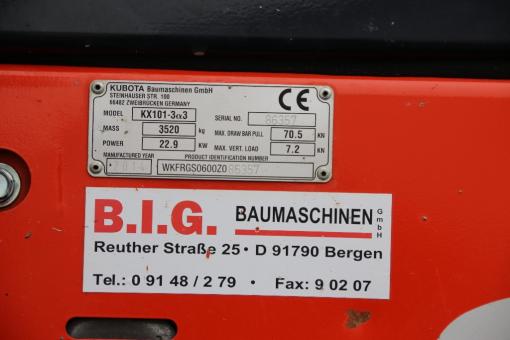 KUBOTA Baumaschinen GmbH
STEINHAUSER STR. 100
66482 ZWEIBRÜCKEN GERMANY
CE
MODEL KX101-3α3 SERIAL NO. 86357
MASS 3520 kg MAX. DRAW BAR PULL 70.5 KN
POWER 22.9 KW MAX. VERT. LOAD 7.2 KN
MANUFACTURED YEAR PRODUCT IDENTIFICATION NUMBER
2014 WKFRGS0600Z086357
B.I.G. BAUMASCHINEN GmbH
Reuther Straße 25 • D 91790 Bergen
Tel.: 0 91 48 / 2 79 • Fax: 9 02 07